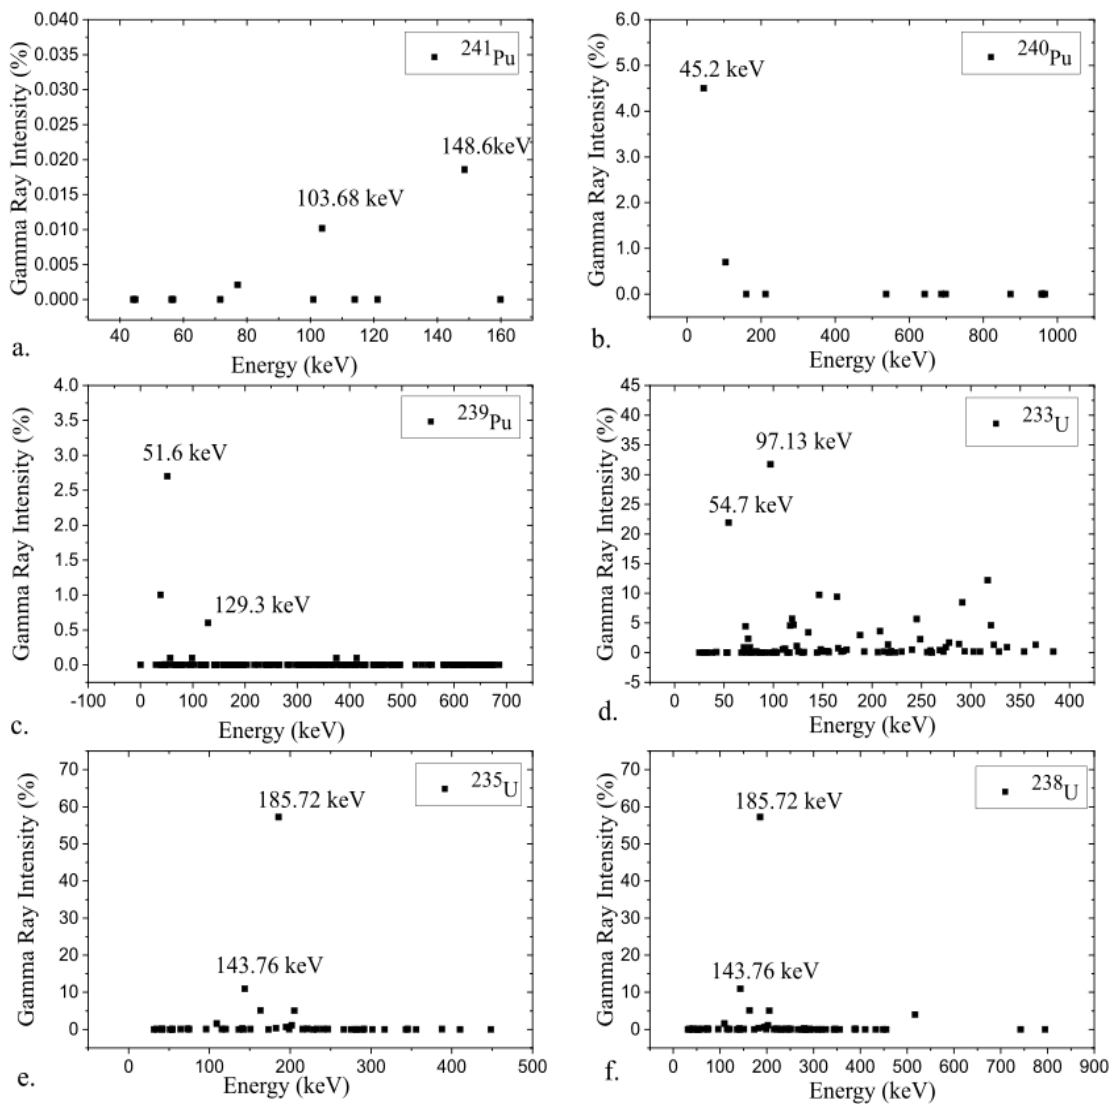 0.040
0.035
0.030
0.025
0.020
0.015
0.010
0.005
0.000
Gamma Ray Intensity (%)
241Pu
148.6keV
103.68 keV
40 60 80 100 120 140 160
Energy (keV)
a.
6.0
5.0
4.0
3.0
2.0
1.0
0.0
Gamma Ray Intensity (%)
240Pu
45.2 keV
0 200 400 600 800 1000
Energy (keV)
b.
4.0
3.5
3.0
2.5
2.0
1.5
1.0
0.5
0.0
Gamma Ray Intensity (%)
239Pu
51.6 keV
129.3 keV
-100 0 100 200 300 400 500 600 700
Energy (keV)
c.
45
40
35
30
25
20
15
10
5
0
-5
Gamma Ray Intensity (%)
233U
97.13 keV
54.7 keV
0 50 100 150 200 250 300 350 400
Energy (keV)
d.
70
60
50
40
30
20
10
0
Gamma Ray Intensity (%)
235U
185.72 keV
143.76 keV
0 100 200 300 400 500
Energy (keV)
e.
70
60
50
40
30
20
10
0
Gamma Ray Intensity (%)
238U
185.72 keV
143.76 keV
0 100 200 300 400 500 600 700 800 900
Energy (keV)
f.